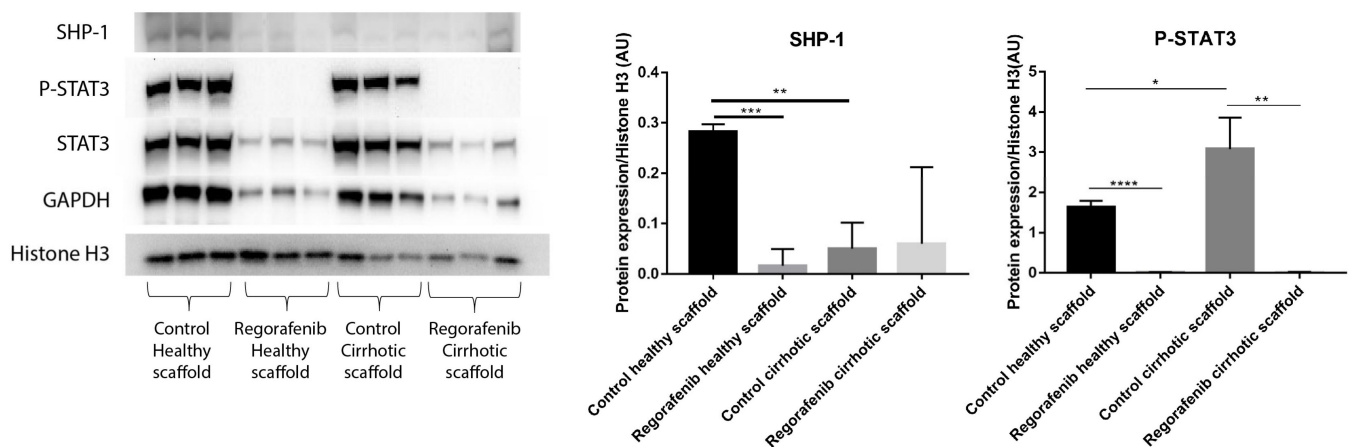 SHP-1
P-STAT3
STAT3
GAPDH
Histone H3
Control
Healthy
scaffold
Regorafenib
Healthy
scaffold
Control
Cirrhotic
scaffold
Regorafenib
Cirrhotic
scaffold
SHP-1
Protein expression/Histone H3 (AU)
0.4
0.3
0.2
0.1
0.0
**
***
Control healthy scaffold
Regorafenib healthy scaffold
Control cirrhotic scaffold
Regorafenib cirrhotic scaffold
P-STAT3
Protein expression/Histone H3(AU)
5
4
3
2
1
0
*
**
****
Control healthy scaffold
Regorafenib healthy scaffold
Control cirrhotic scaffold
Regorafenib cirrhotic scaffold